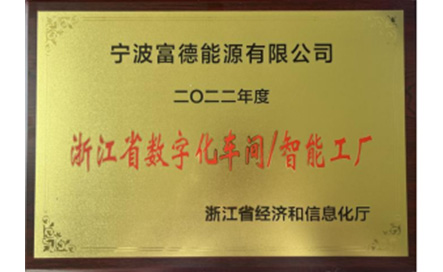 宁波富德能源有限公司
二〇二二年度
浙江省数字化车间/智能工厂
浙江省经济和信息化厅